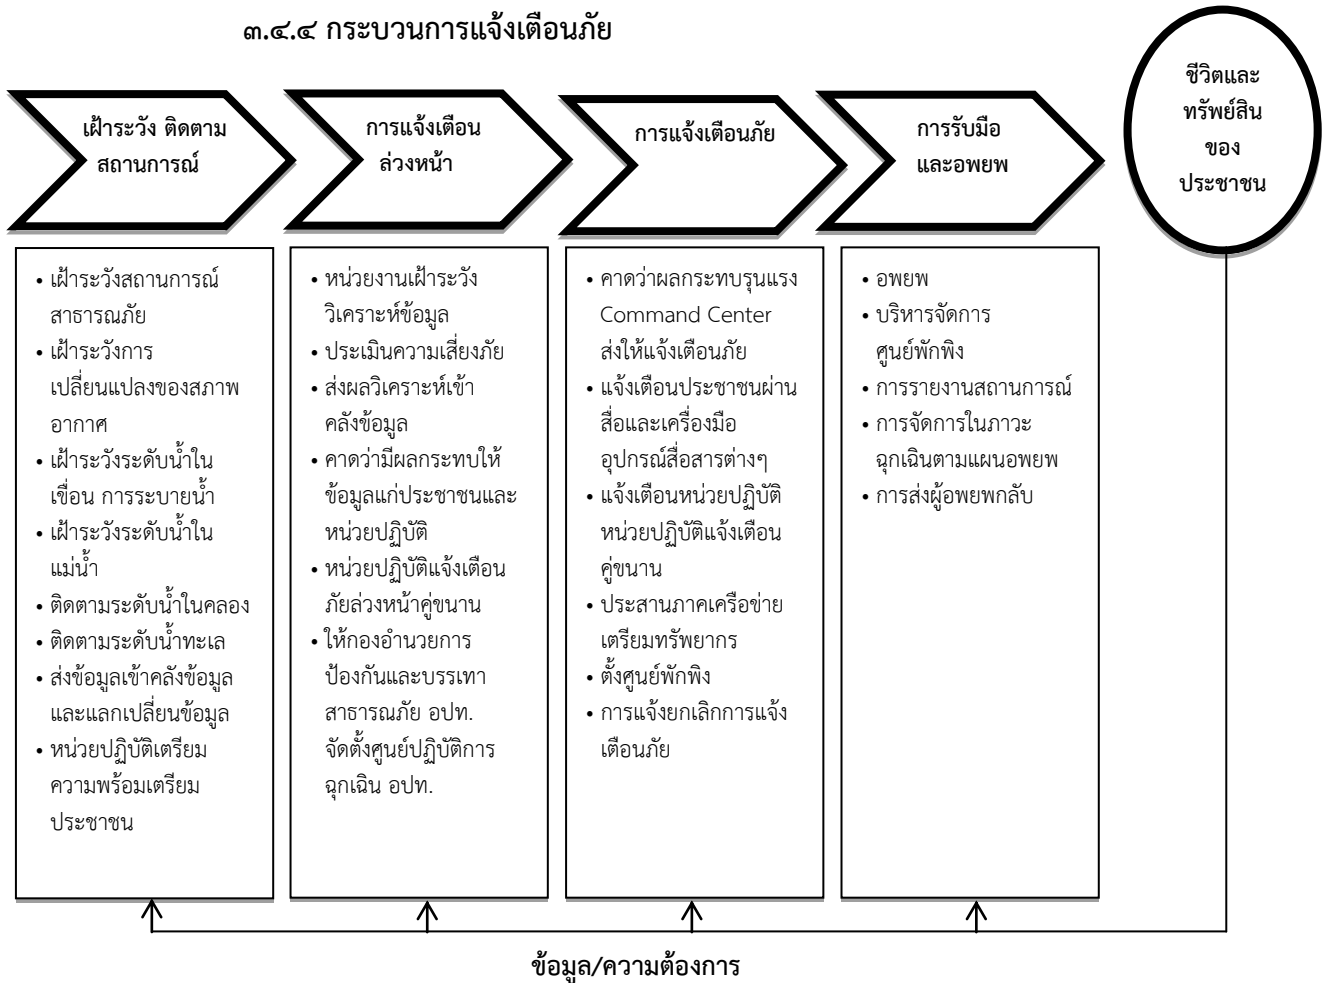 ๓.๔.๔ กระบวนการแจ้งเตือนภัย
เฝ้าระวัง ติดตาม
สถานการณ์
การแจ้งเตือน
ล่วงหน้า
การแจ้งเตือนภัย
การรับมือ
และอพยพ
ชีวิตและ
ทรัพย์สิน
ของ
ประชาชน
• เฝ้าระวังสถานการณ์
สาธารณภัย
• เฝ้าระวังการ
เปลี่ยนแปลงของสภาพ
อากาศ
• เฝ้าระวังระดับน้ำใน
เขื่อน การระบายน้ำ
• เฝ้าระวังระดับน้ำใน
แม่น้ำ
• ติดตามระดับน้ำในคลอง
• ติดตามระดับน้ำทะเล
• ส่งข้อมูลเข้าคลังข้อมูล
และแลกเปลี่ยนข้อมูล
• หน่วยปฏิบัติเตรียม
ความพร้อมเตรียม
ประชาชน
• หน่วยงานเฝ้าระวัง
วิเคราะห์ข้อมูล
• ประเมินความเสี่ยงภัย
• ส่งผลวิเคราะห์เข้า
คลังข้อมูล
• คาดว่ามีผลกระทบให้
ข้อมูลแก่ประชาชนและ
หน่วยปฏิบัติ
• หน่วยปฏิบัติแจ้งเตือน
ภัยล่วงหน้าคู่ขนาน
• ให้กองอำนวยการ
ป้องกันและบรรเทา
สาธารณภัย อปท.
จัดตั้งศูนย์ปฏิบัติการ
ฉุกเฉิน อปท.
• คาดว่าผลกระทบรุนแรง
Command Center
ส่งให้แจ้งเตือนภัย
• แจ้งเตือนประชาชนผ่าน
สื่อและเครื่องมือ
อุปกรณ์สื่อสารต่างๆ
• แจ้งเตือนหน่วยปฏิบัติ
หน่วยปฏิบัติแจ้งเตือน
คู่ขนาน
• ประสานภาคเครือข่าย
เตรียมทรัพยากร
• ตั้งศูนย์พักพิง
• การแจ้งยกเลิกการแจ้ง
เตือนภัย
• อพยพ
• บริหารจัดการ
ศูนย์พักพิง
• การรายงานสถานการณ์
• การจัดการในภาวะ
ฉุกเฉินตามแผนอพยพ
• การส่งผู้อพยพกลับ
ข้อมูล/ความต้องการ